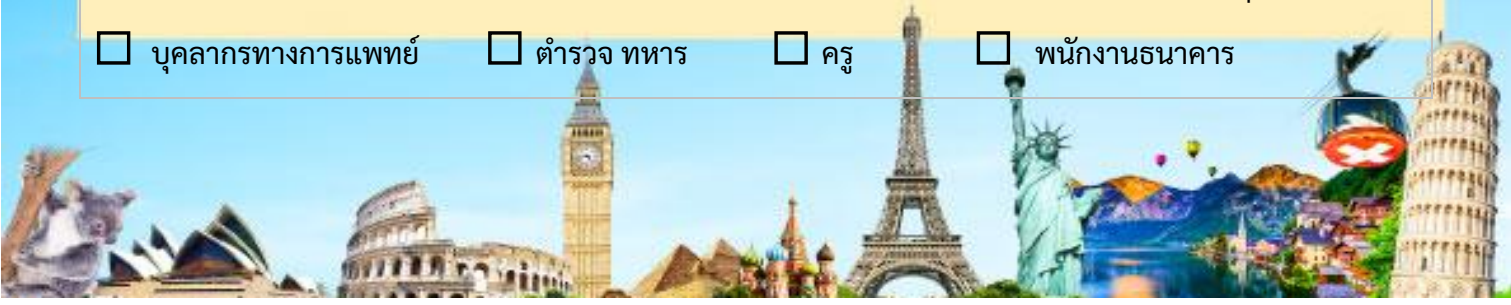 ☐ บุคลากรทางการแพทย์ ☐ ตำรวจ ทหาร ☐ ครู ☐ พนักงานธนาคาร